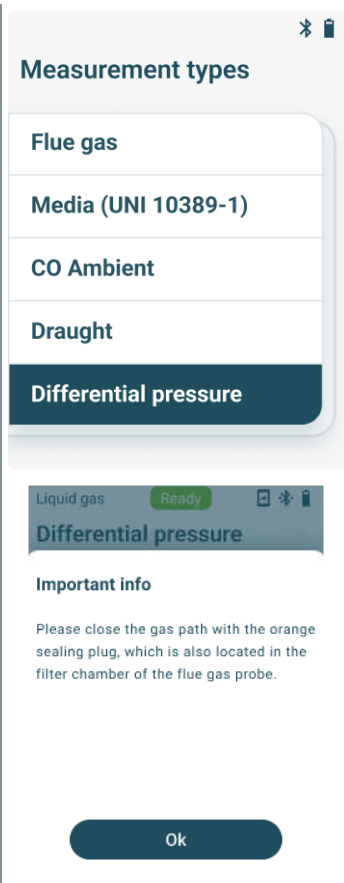 Measurement types
Flue gas
Media (UNI 10389-1)
CO Ambient
Draught
Differential pressure
Liquid gas Ready
Differential pressure
Important info
Please close the gas path with the orange
sealing plug, which is also located in the
filter chamber of the flue gas probe.
Ok